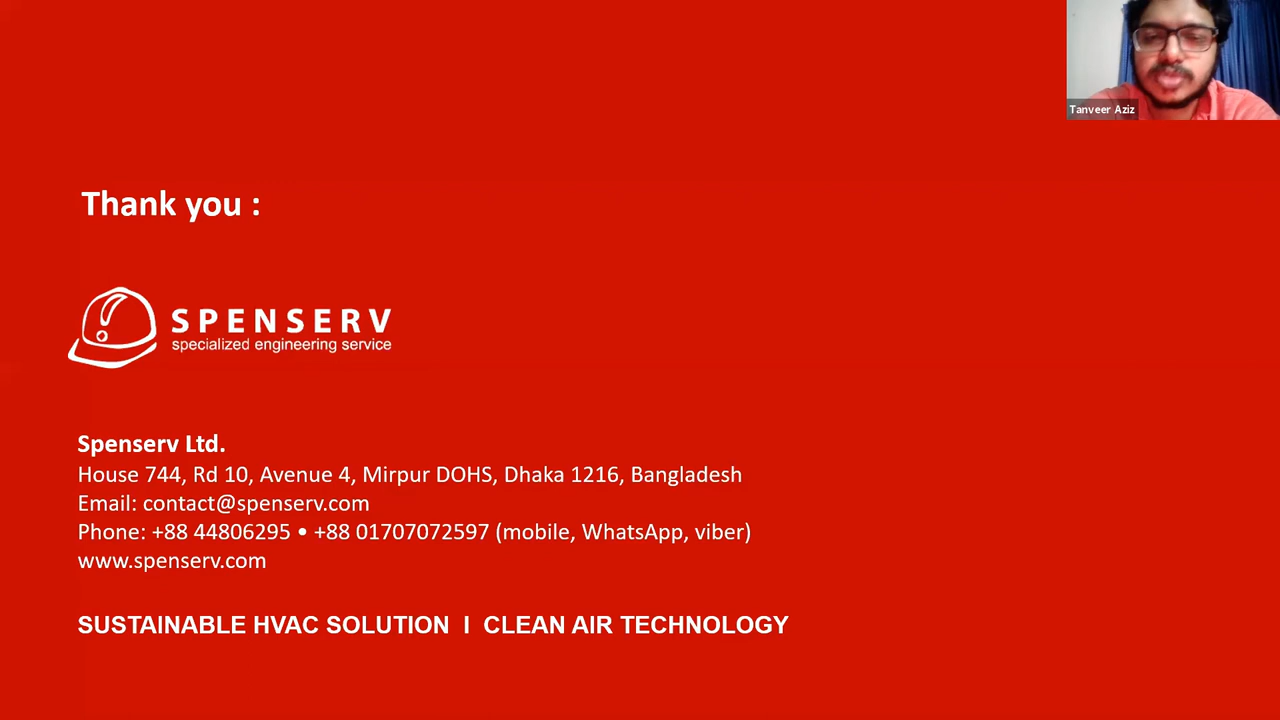 Tanveer Aziz
Thank you :
SPENSERV
specialized engineering service
Spenserv Ltd.
House 744, Rd 10, Avenue 4, Mirpur DOHS, Dhaka 1216, Bangladesh
Email: contact@spenserv.com
Phone: +88 44806295 • +88 01707072597 (mobile, WhatsApp, viber)
www.spenserv.com
SUSTAINABLE HVAC SOLUTION I CLEAN AIR TECHNOLOGY